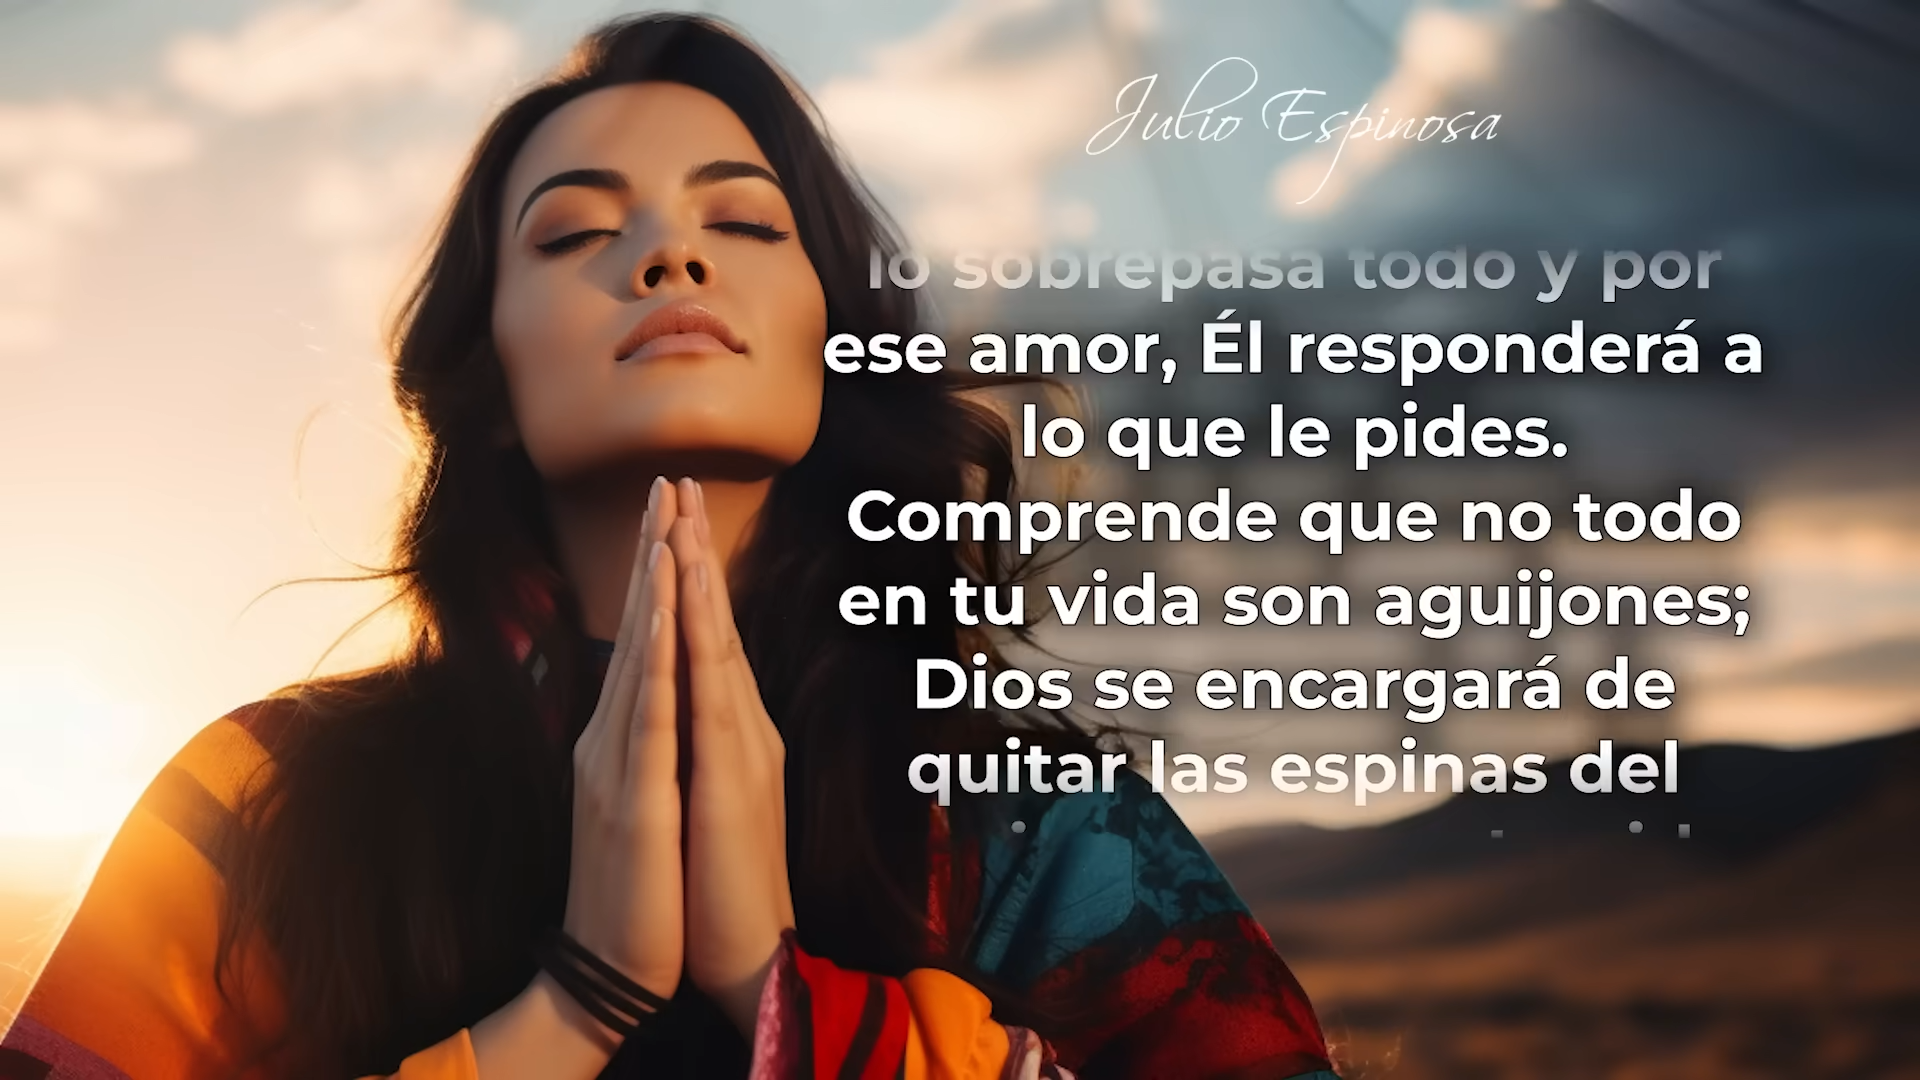 Julio Espinosa
lo sobrepasa todo y por
ese amor, Él responderá a
lo que le pides.
Comprende que no todo
en tu vida son aguijones;
Dios se encargará de
quitar las espinas del